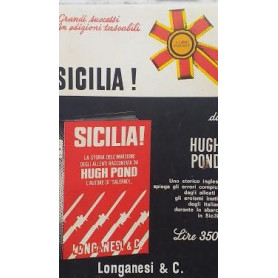 Grandi successi
in edizioni tascabili
SICILIA!
di
HUGH
POND
SICILIA!
LA STORIA DELL'INVASIONE
DEGLI ALLEATI RACCONTATA DA
HUGH POND
L'AUTORE DI "SALERNO"
LONGANESI & C.
Uno storico inglese
spiega gli errori compiuti
dagli alleati
gli eroismi inutili
degli Italiani
durante lo sbarco
in Sicilia
Lire 350
Longanesi & C.